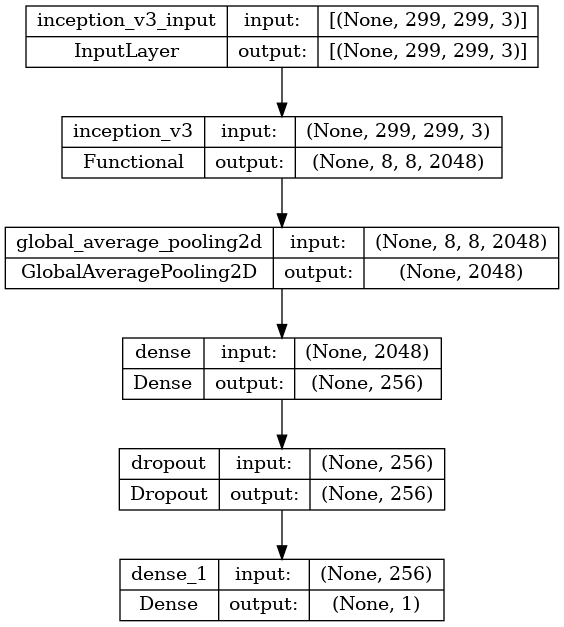 inception_v3_input input: [(None, 299, 299, 3)]
InputLayer output: [(None, 299, 299, 3)]
inception_v3 input: (None, 299, 299, 3)
Functional output: (None, 8, 8, 2048)
global_average_pooling2d input: (None, 8, 8, 2048)
GlobalAveragePooling2D output: (None, 2048)
dense input: (None, 2048)
Dense output: (None, 256)
dropout input: (None, 256)
Dropout output: (None, 256)
dense_1 input: (None, 256)
Dense output: (None, 1)